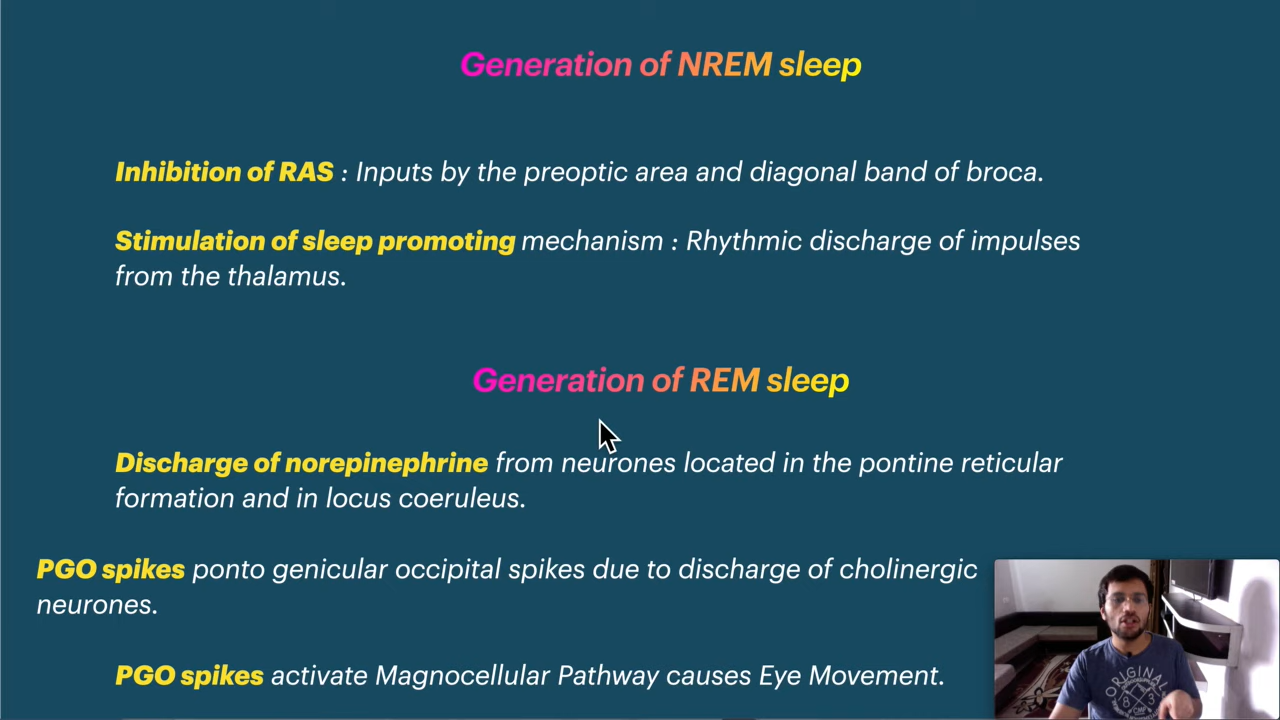 Generation of NREM sleep
Inhibition of RAS : Inputs by the preoptic area and diagonal band of broca.
Stimulation of sleep promoting mechanism : Rhythmic discharge of impulses
from the thalamus.
Generation of REM sleep
Discharge of norepinephrine from neurones located in the pontine reticular
formation and in locus coeruleus.
PGO spikes ponto genicular occipital spikes due to discharge of cholinergic
neurones.
PGO spikes activate Magnocellular Pathway causes Eye Movement.
ORIGINAL
8 3